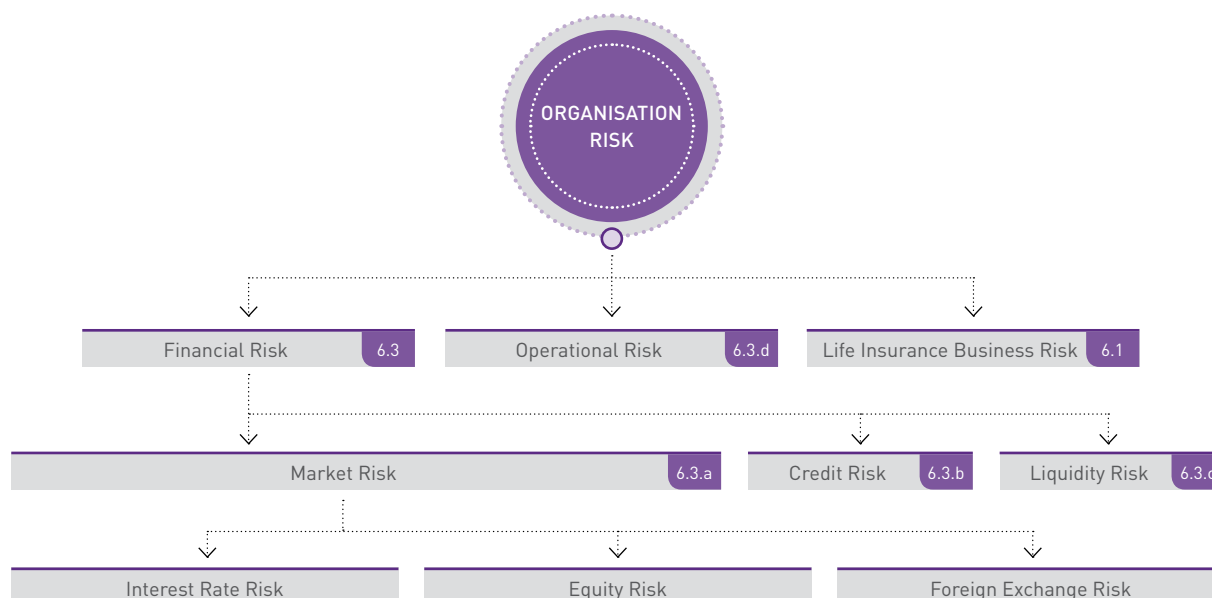 ORGANISATION
RISK
Financial Risk 6.3
Operational Risk 6.3.d
Life Insurance Business Risk 6.1
Market Risk 6.3.a
Credit Risk 6.3.b
Liquidity Risk
Interest Rate Risk
Equity Risk
Foreign Exchange Risk